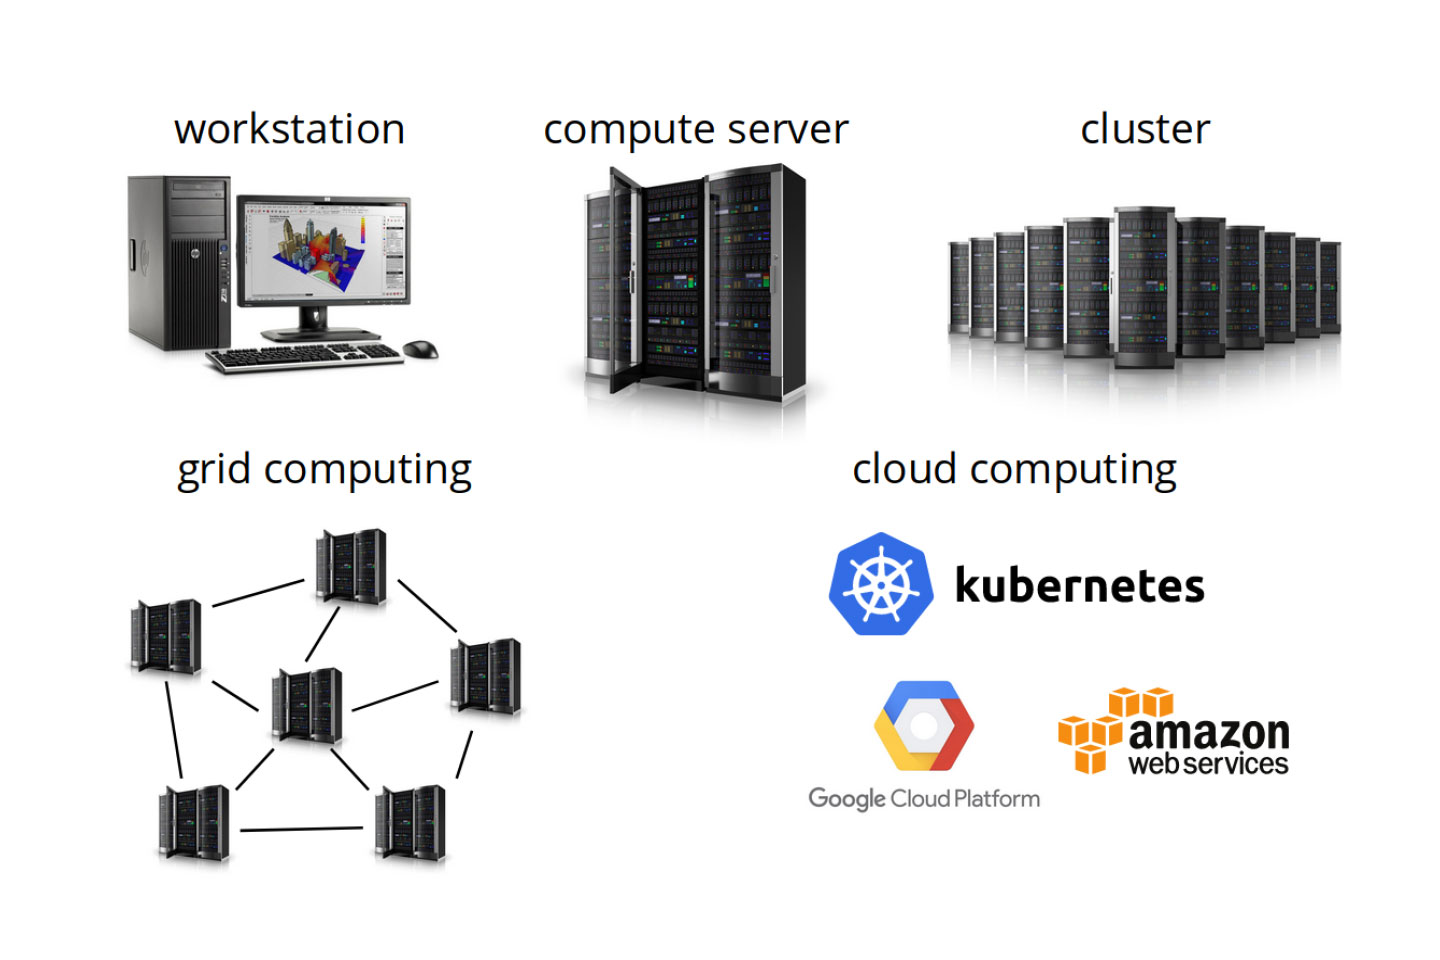 workstation
compute server
cluster
grid computing
cloud computing
kubernetes
Google Cloud Platform
amazon
web services